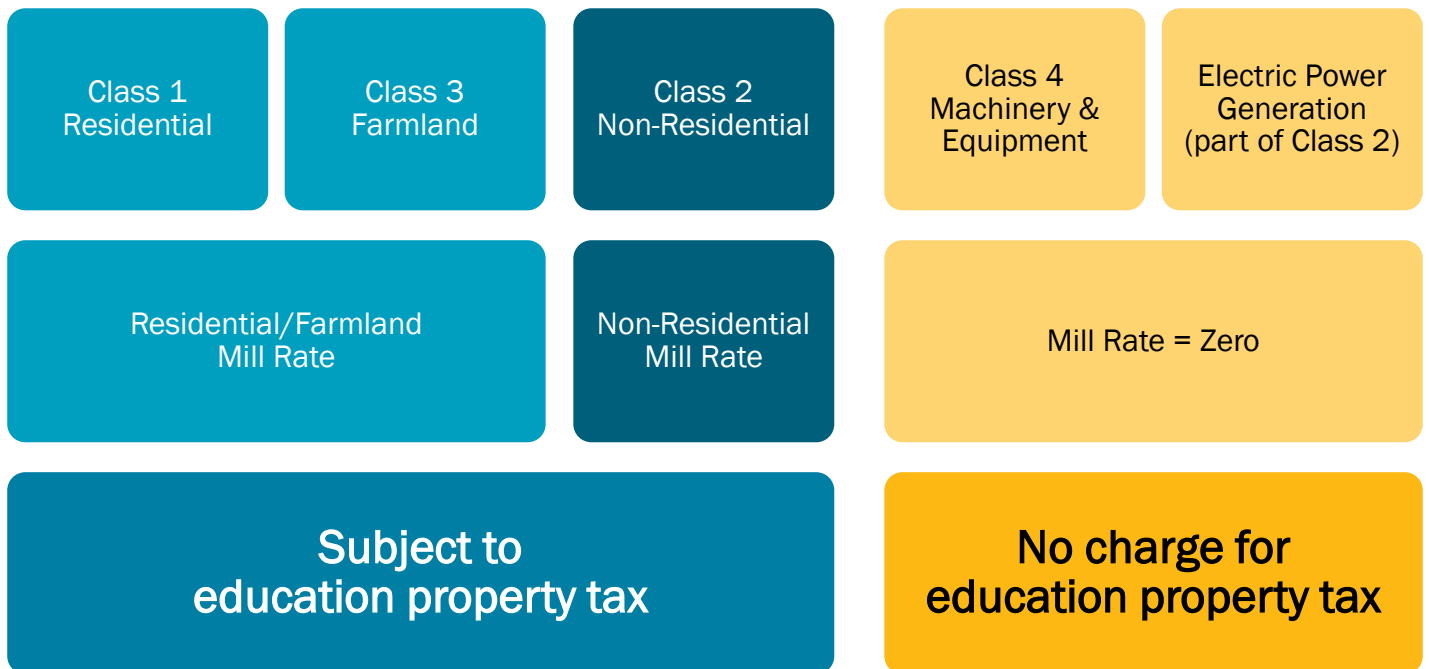 Class 1
Residential
Class 3
Farmland
Class 2
Non-Residential
Class 4
Machinery &
Equipment
Electric Power
Generation
(part of Class 2)
Residential/Farmland
Mill Rate
Non-Residential
Mill Rate
Mill Rate = Zero
Subject to
education property tax
No charge for
education property tax